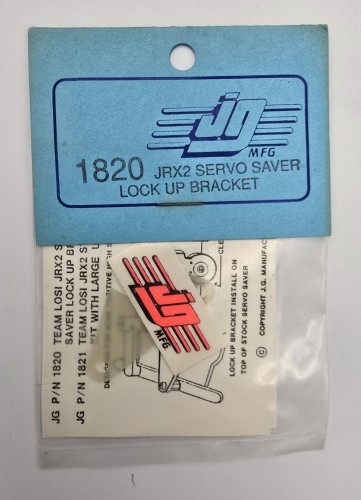 JG
MFG
1820 JRX2 SERVO SAVER
LOCK UP BRACKET
JG P/N 1820 TEAM LOSI JRX2 S
SAVER LOCK UP B
JG P/N 1821 TEAM LOSI JRX2 S
KIT WITH LARGE
JG
MFG
CLE
LOCK UP BRACKET INSTALL ON
TOP OF STOCK SERVO SAVER
© COPYRIGHT J.G. MANUFAC